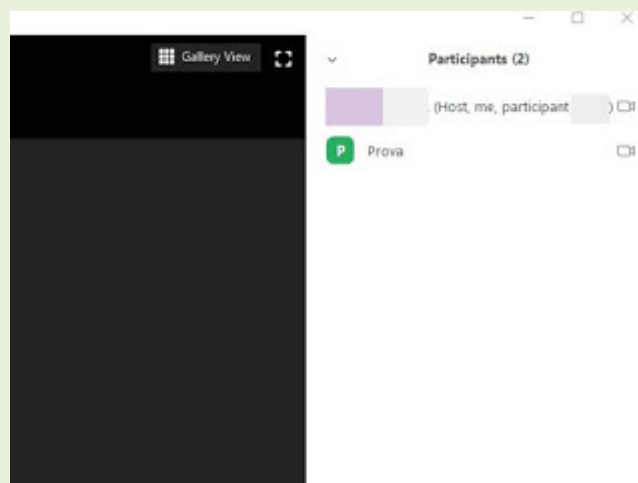 Gallery View
Participants (2)
(Host, me, participant )
P Prova